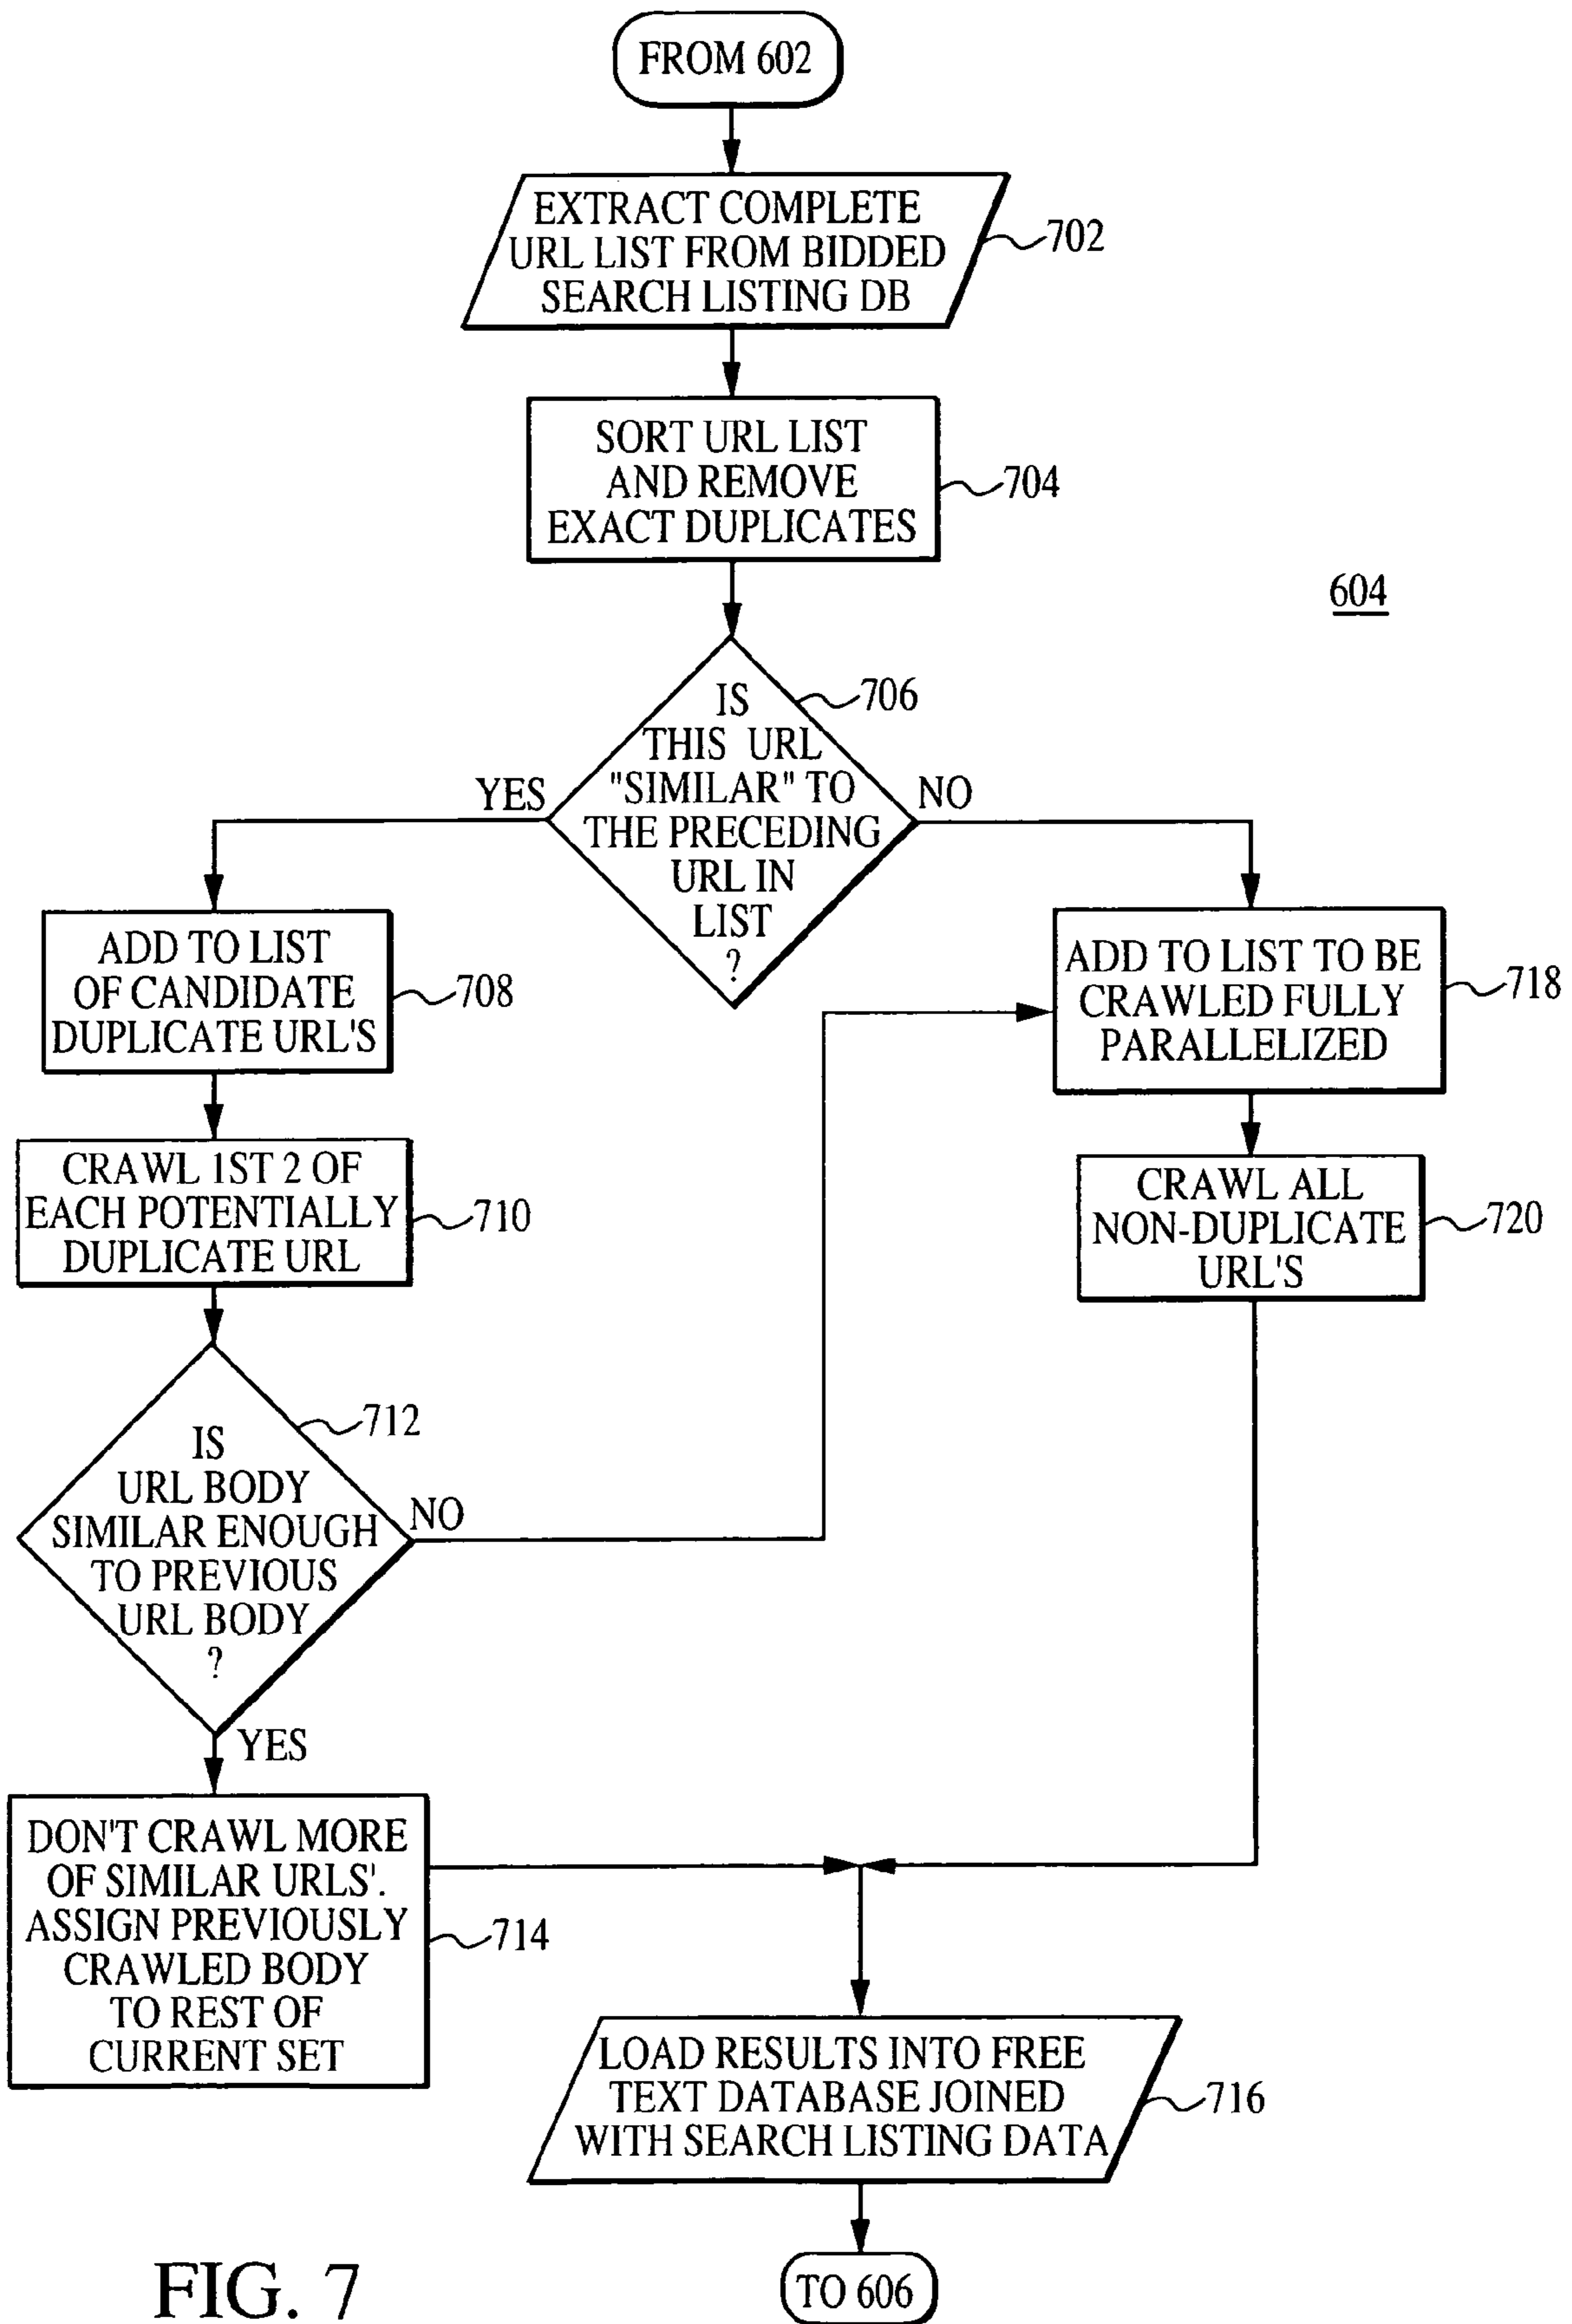 FROM 602
EXTRACT COMPLETE
URL LIST FROM BIDDED
SEARCH LISTING DB
702
SORT URL LIST
AND REMOVE
EXACT DUPLICATES
704
604
IS
THIS URL
"SIMILAR" TO
THE PRECEDING
URL IN
LIST
?
706
YES
NO
ADD TO LIST
OF CANDIDATE
DUPLICATE URL'S
708
ADD TO LIST TO BE
CRAWLED FULLY
PARALLELIZED
718
CRAWL 1ST 2 OF
EACH POTENTIALLY
DUPLICATE URL
710
CRAWL ALL
NON-DUPLICATE
URL'S
720
IS
URL BODY
SIMILAR ENOUGH
TO PREVIOUS
URL BODY
?
712
NO
YES
DON'T CRAWL MORE
OF SIMILAR URLS'.
ASSIGN PREVIOUSLY
CRAWLED BODY
TO REST OF
CURRENT SET
714
LOAD RESULTS INTO FREE
TEXT DATABASE JOINED
WITH SEARCH LISTING DATA
716
TO 606
FIG. 7